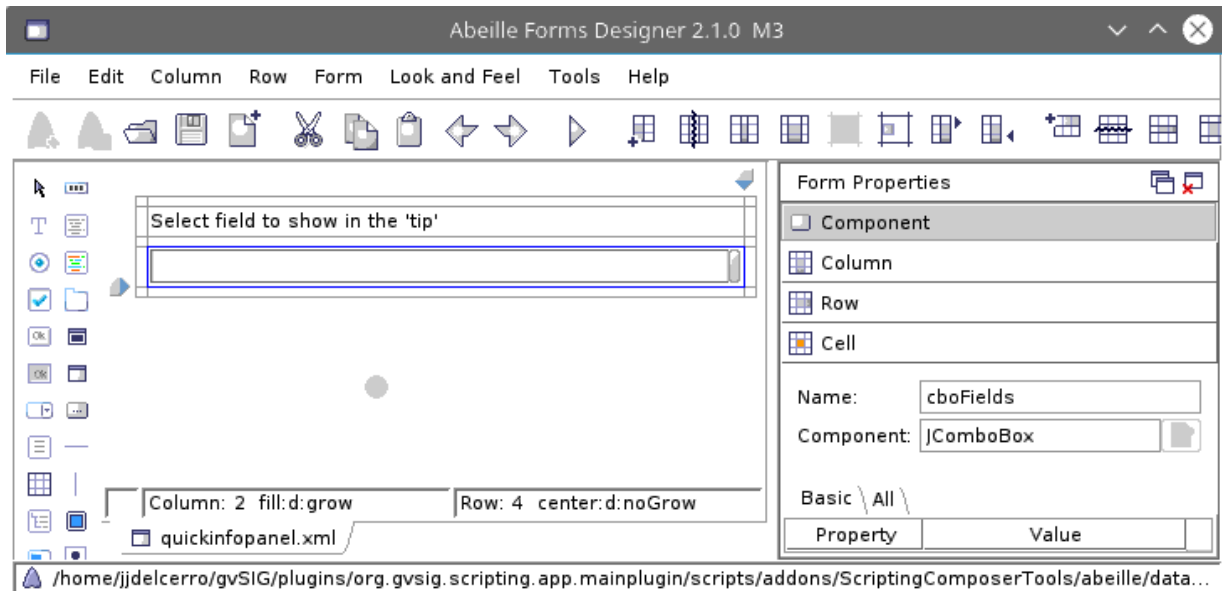 Abeille Forms Designer 2.1.0 M3
File Edit Column Row Form Look and Feel Tools Help
Form Properties
Select field to show in the 'tip'
Component
Column
Row
Cell
Name: cboFields
Component: JComboBox
Basic All
Property Value
Column: 2 fill:d:grow Row: 4 center:d:noGrow
quickinfopanel.xml
/home/jjdelcerro/gvSIG/plugins/org.gvsig.scripting.app.mainplugin/scripts/addons/ScriptingComposerTools/abeille/data...